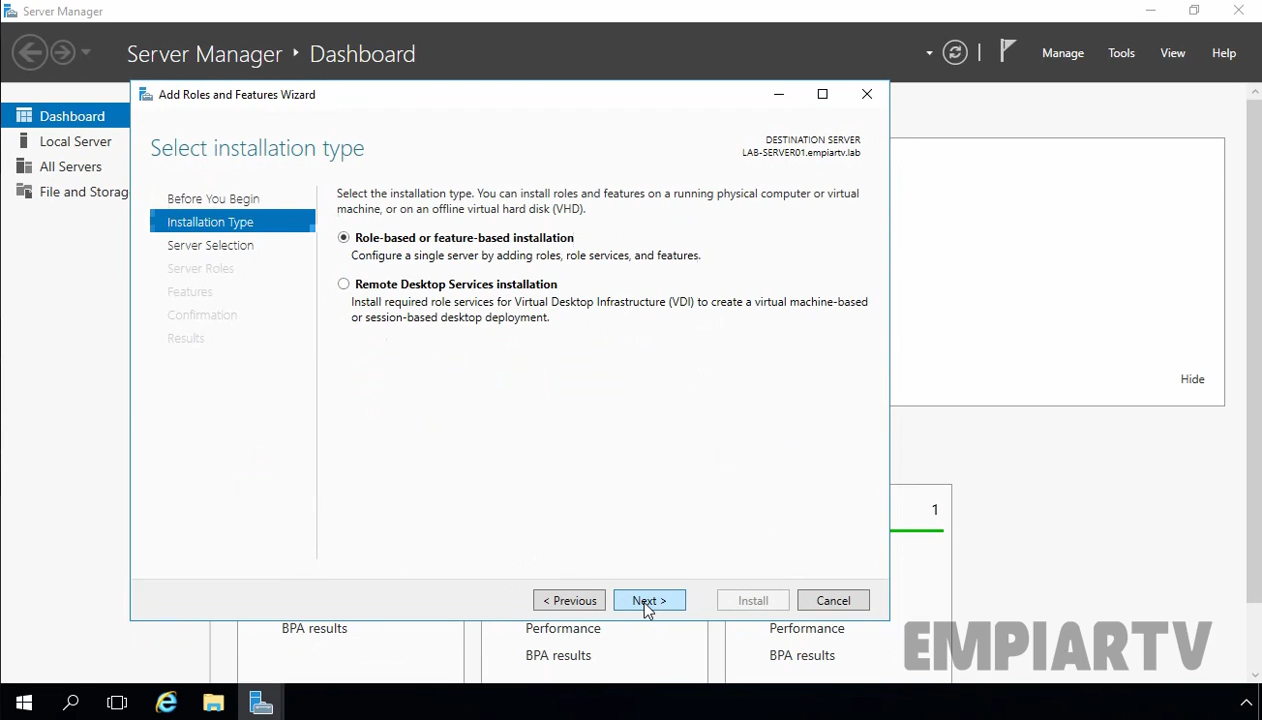 Server Manager
Server Manager • Dashboard
Manage
Tools
View
Help
Dashboard
Local Server
All Servers
File and Storag
Add Roles and Features Wizard
Select installation type
DESTINATION SERVER
LAB-SERVER01.empiartv.lab
Before You Begin
Installation Type
Server Selection
Server Roles
Features
Confirmation
Results
Select the installation type. You can install roles and features on a running physical computer or virtual
machine, or on an offline virtual hard disk (VHD).
Role-based or feature-based installation
Configure a single server by adding roles, role services, and features.
Remote Desktop Services installation
Install required role services for Virtual Desktop Infrastructure (VDI) to create a virtual machine-based
or session-based desktop deployment.
< Previous
Next >
Install
Cancel
Hide
1
BPA results
Performance
BPA results
Performance
BPA results
EMPIARTV